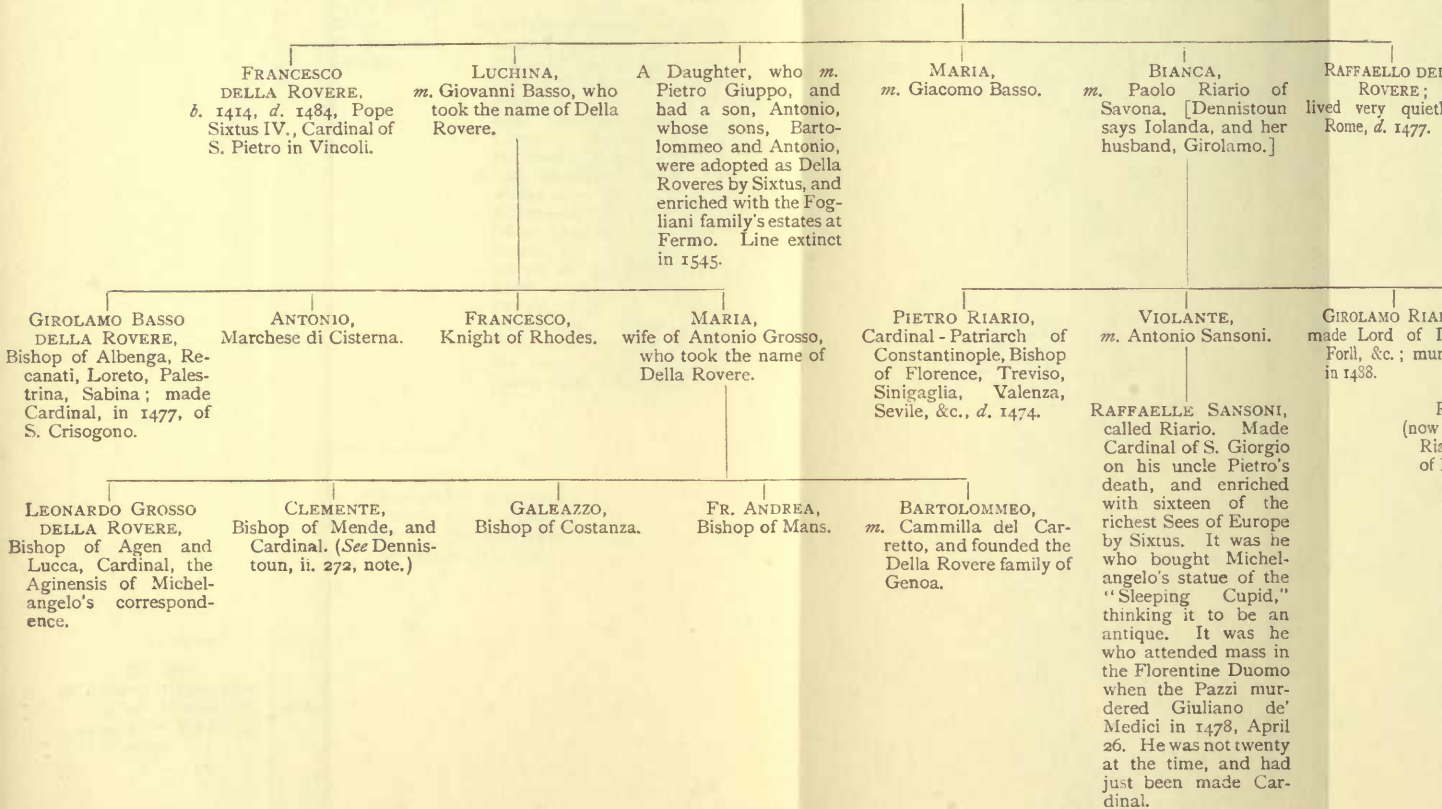 FRANCESCO
DELLA ROVERE,
b. 1414, d. 1484, Pope
Sixtus IV., Cardinal of
S. Pietro in Vincoli.
LUCHINA,
m. Giovanni Basso, who
took the name of Della
Rovere.
A Daughter, who m.
Pietro Giuppo, and
had a son, Antonio,
whose sons, Barto-
lommeo and Antonio,
were adopted as Della
Roveres by Sixtus, and
enriched with the Fog-
liani family's estates at
Fermo. Line extinct
in 1545.
MARIA,
m. Giacomo Basso.
BIANCA,
m. Paolo Riario of
Savona. [Dennistoun
says Iolanda, and her
husband, Girolamo.]
RAFFAELLO
ROVERE;
lived very
Rome, d. 1477.
GIROLAMO BASSO
DELLA ROVERE,
Bishop of Albenga, Re-
canati, Loreto, Pales-
trina, Sabina; made
Cardinal, in 1477, of
S. Crisogono.
ANTONIO,
Marchese di Cisterna.
FRANCESCO,
Knight of Rhodes.
MARIA,
wife of Antonio Grosso,
who took the name of
Della Rovere.
PIETRO RIARIO,
Cardinal-Patriarch of
Constantinople, Bishop
of Florence, Treviso,
Sinigaglia, Valenza,
Sevile, &c., d. 1474.
VIOLANTE,
m. Antonio Sansoni.
GIROLAMO
made Lord of
Forlì, &c.;
in 1488.
(now
of
LEONARDO GROSSO
DELLA ROVERE,
Bishop of Agen and
Lucca, Cardinal, the
Aginensis of Michel-
angelo's correspond-
ence.
CLEMENTE,
Bishop of Mende, and
Cardinal. (See Dennis-
toun, ii. 272, note.)
GALEAZZO,
Bishop of Costanza.
FR. ANDREA,
Bishop of Mans.
BARTOLOMMEO,
m. Cammilla del Car-
retto, and founded the
Della Rovere family of
Genoa.
RAFFAELLE SANSONI,
called Riario. Made
Cardinal of S. Giorgio
on his uncle Pietro's
death, and enriched
with sixteen of the
richest Sees of Europe
by Sixtus. It was he
who bought Michel-
angelo's statue of the
"Sleeping Cupid,"
thinking it to be an
antique. It was he
who attended mass in
the Florentine Duomo
when the Pazzi mur-
dered Giuliano de'
Medici in 1478, April
26. He was not twenty
at the time, and had
just been made Car-
dinal.